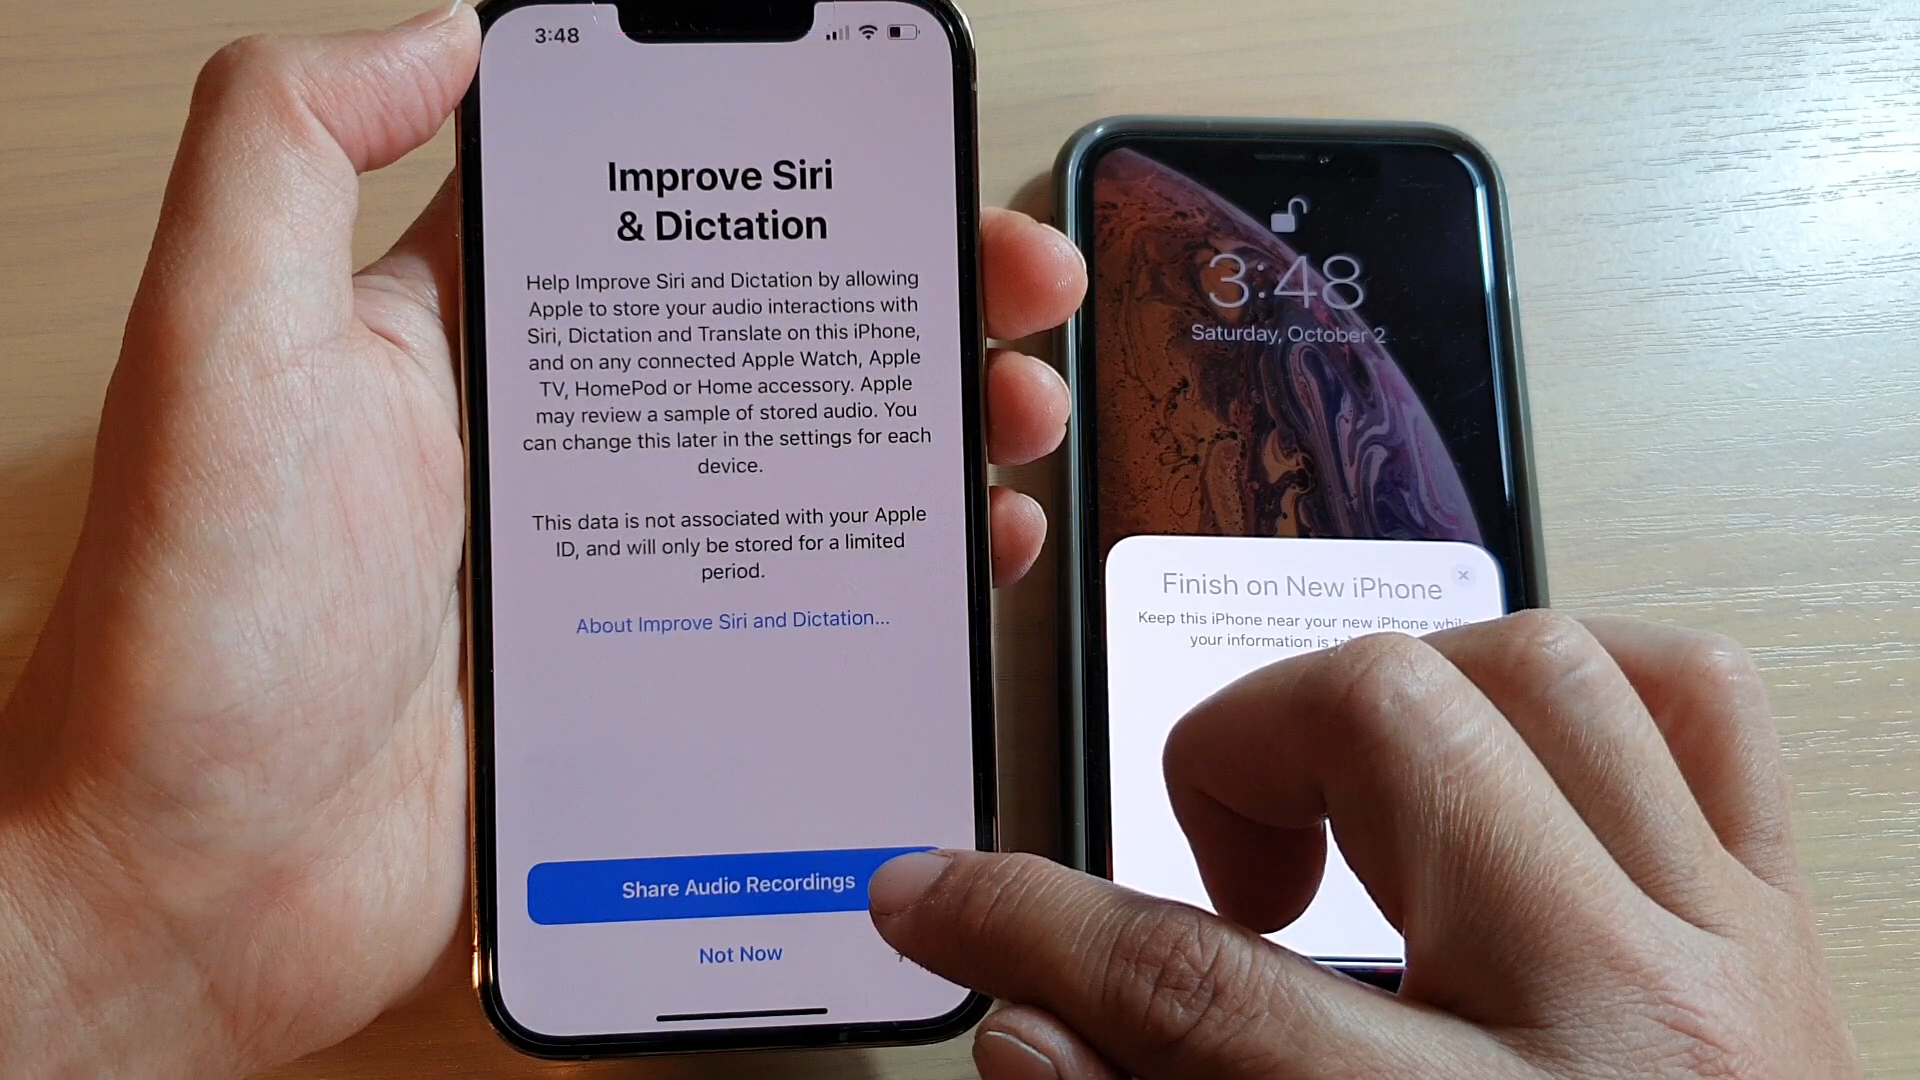 3:48
Improve Siri
& Dictation
Help Improve Siri and Dictation by allowing
Apple to store your audio interactions with
Siri, Dictation and Translate on this iPhone,
and on any connected Apple Watch, Apple
TV, HomePod or Home accessory. Apple
may review a sample of stored audio. You
can change this later in the settings for each
device.
This data is not associated with your Apple
ID, and will only be stored for a limited
period.
About Improve Siri and Dictation...
Share Audio Recordings
Not Now
3:48
Saturday, October 2
Finish on New iPhone
Keep this iPhone near your new iPhone while
your information is